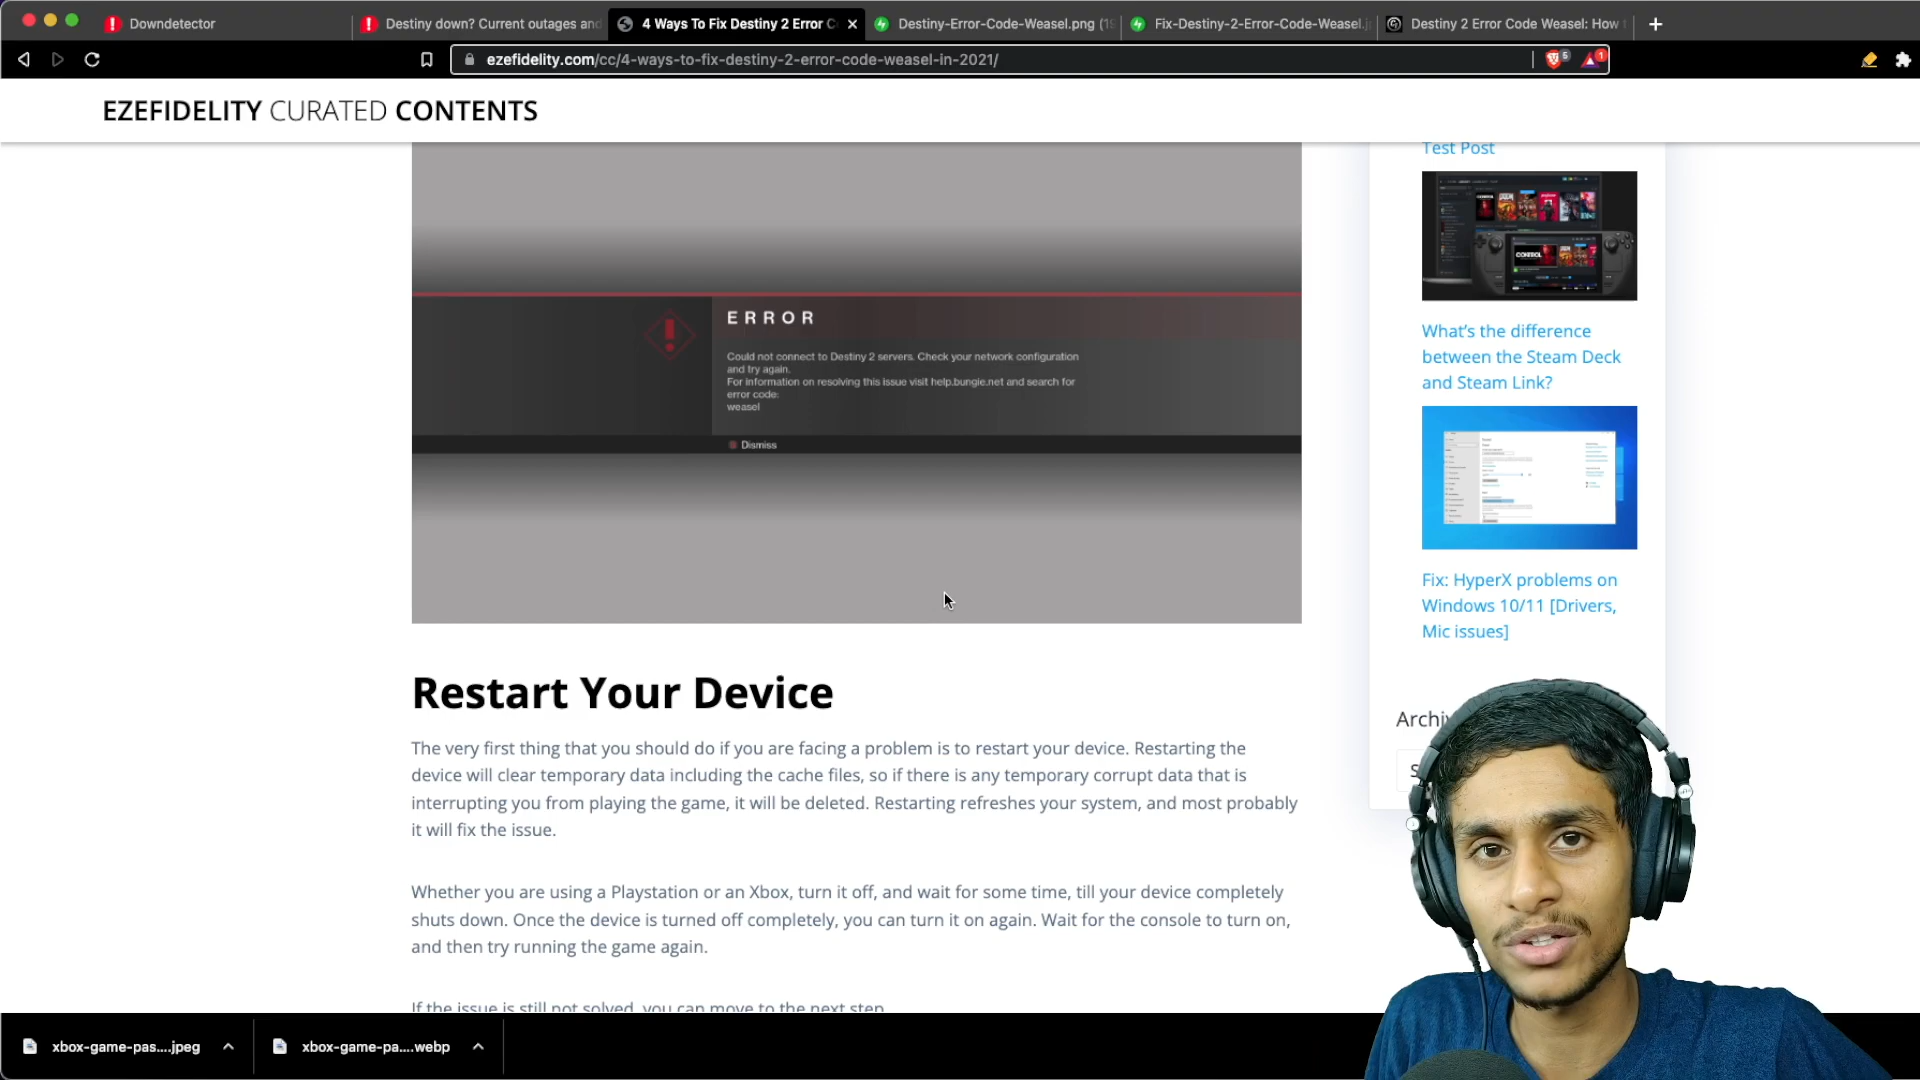 Downdetector
Destiny down? Current outages and
4 Ways To Fix Destiny 2 Error C
Destiny-Error-Code-Weasel.png (19
Fix-Destiny-2-Error-Code-Weasel.j
Destiny 2 Error Code Weasel: How t
ezefidelity.com/cc/4-ways-to-fix-destiny-2-error-code-weasel-in-2021/
5
1
EZEFIDELITY CURATED CONTENTS
ERROR
Could not connect to Destiny 2 servers. Check your network configuration
and try again.
For information on resolving this issue visit help.bungie.net and search for
error code:
weasel
Dismiss
Restart Your Device
The very first thing that you should do if you are facing a problem is to restart your device. Restarting the
device will clear temporary data including the cache files, so if there is any temporary corrupt data that is
interrupting you from playing the game, it will be deleted. Restarting refreshes your system, and most probably
it will fix the issue.
Whether you are using a Playstation or an Xbox, turn it off, and wait for some time, till your device completely
shuts down. Once the device is turned off completely, you can turn it on again. Wait for the console to turn on,
and then try running the game again.
If the issue is still not solved, you can move to the next step
Test Post
CONTROL
What's the difference
between the Steam Deck
and Steam Link?
Fix: HyperX problems on
Windows 10/11 [Drivers,
Mic issues]
Archiv
S
xbox-game-pas....jpeg
xbox-game-pa....webp